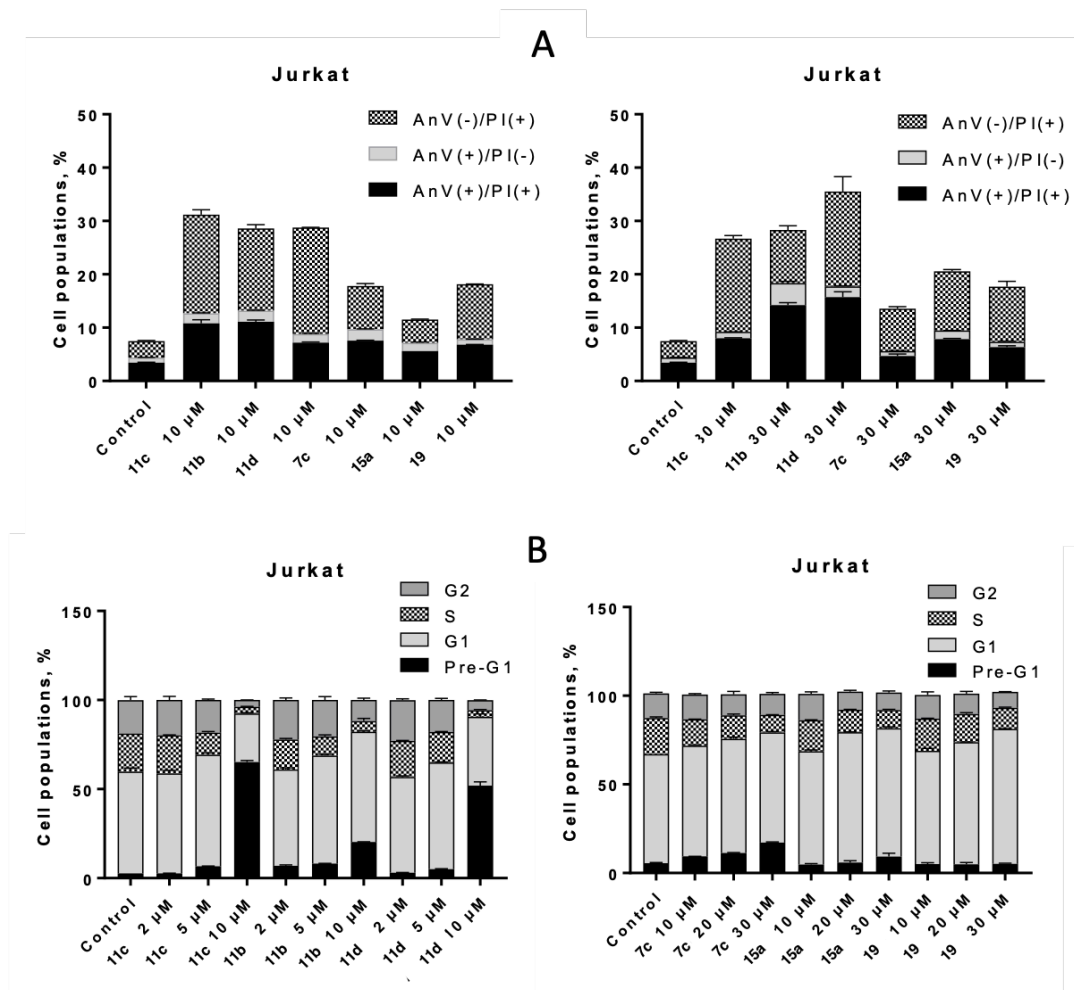 A
Jurkat
50
40
30
20
10
0
Cell populations, %
AnV(-)/PI(+)
AnV(+)/PI(-)
AnV(+)/PI(+)
Control
11c 10 µM
11b 10 µM
11d 10 µM
7c 10 µM
15a 10 µM
19 10 µM
Jurkat
50
40
30
20
10
0
Cell populations, %
AnV(-)/PI(+)
AnV(+)/PI(-)
AnV(+)/PI(+)
Control
11c 30 µM
11b 30 µM
11d 30 µM
7c 30 µM
15a 30 µM
19 30 µM
B
Jurkat
150
100
50
0
Cell populations, %
G2
S
G1
Pre-G1
Control
11c 2 µM
11c 5 µM
11c 10 µM
11b 2 µM
11b 5 µM
11b 10 µM
11d 2 µM
11d 5 µM
11d 10 µM
Jurkat
150
100
50
0
Cell populations, %
G2
S
G1
Pre-G1
Control
7c 10 µM
7c 20 µM
7c 30 µM
15a 10 µM
15a 20 µM
15a 30 µM
19 10 µM
19 20 µM
19 30 µM